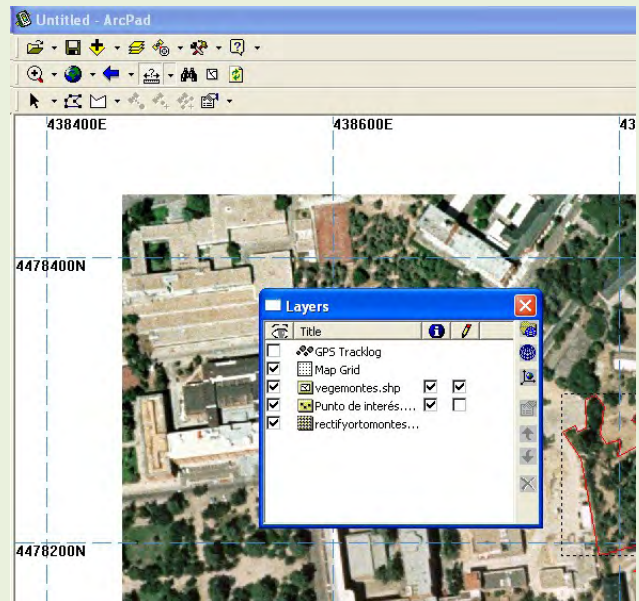 Untitled - ArcPad
438400E
438600E
43
4478400N
Layers
Title
GPS Tracklog
Map Grid
vegemontes.shp
Punto de interés....
rectifyortomontes...
4478200N